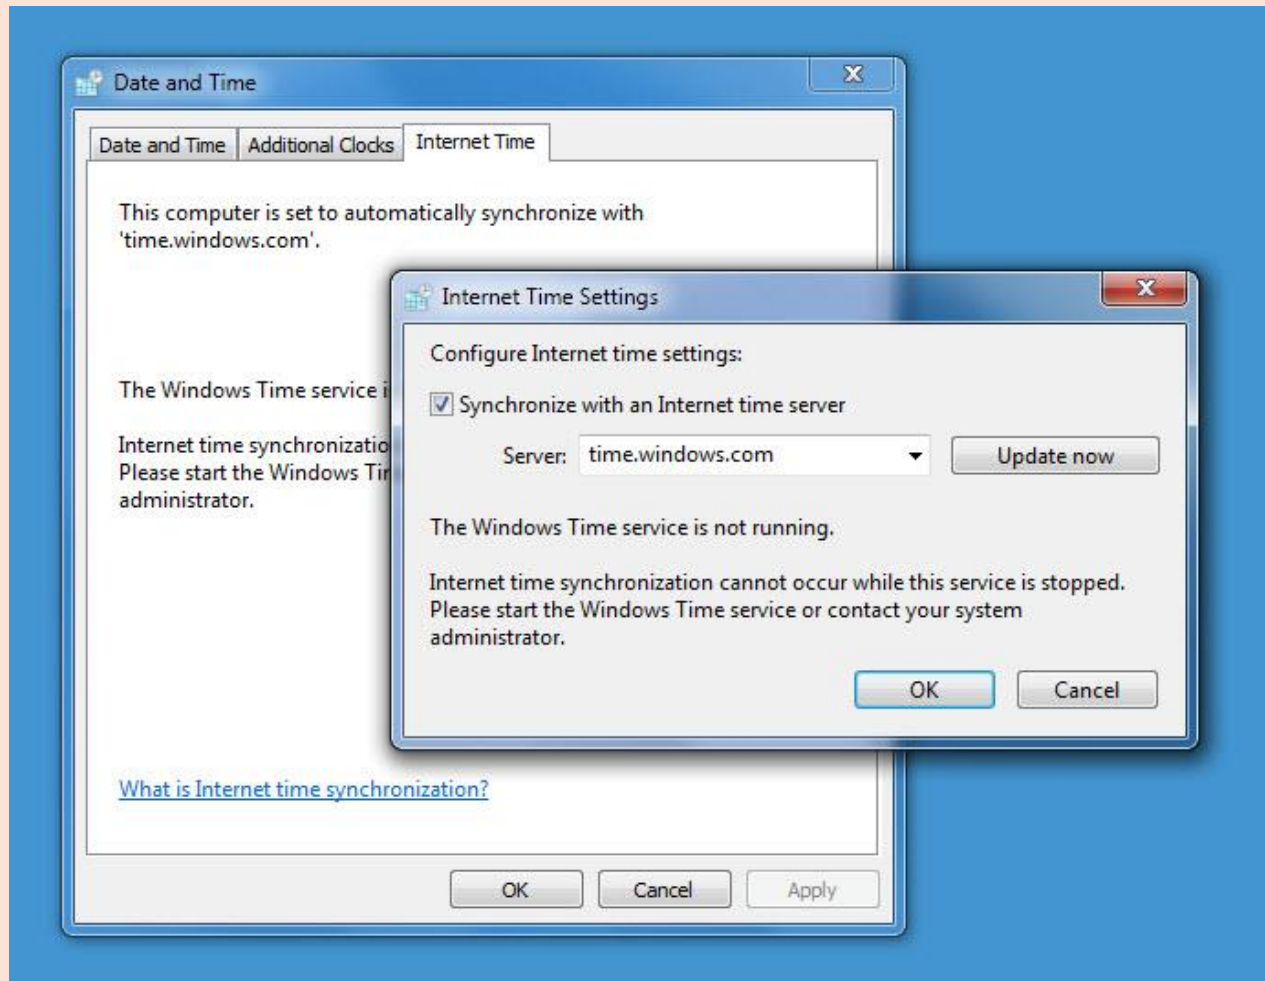 Date and Time
Date and Time
Additional Clocks
Internet Time
This computer is set to automatically synchronize with
'time.windows.com'.
The Windows Time service i
Internet time synchronizatio
Please start the Windows Tim
administrator.
What is Internet time synchronization?
OK
Cancel
Apply
Internet Time Settings
Configure Internet time settings:
Synchronize with an Internet time server
Server:
time.windows.com
Update now
The Windows Time service is not running.
Internet time synchronization cannot occur while this service is stopped.
Please start the Windows Time service or contact your system
administrator.
OK
Cancel